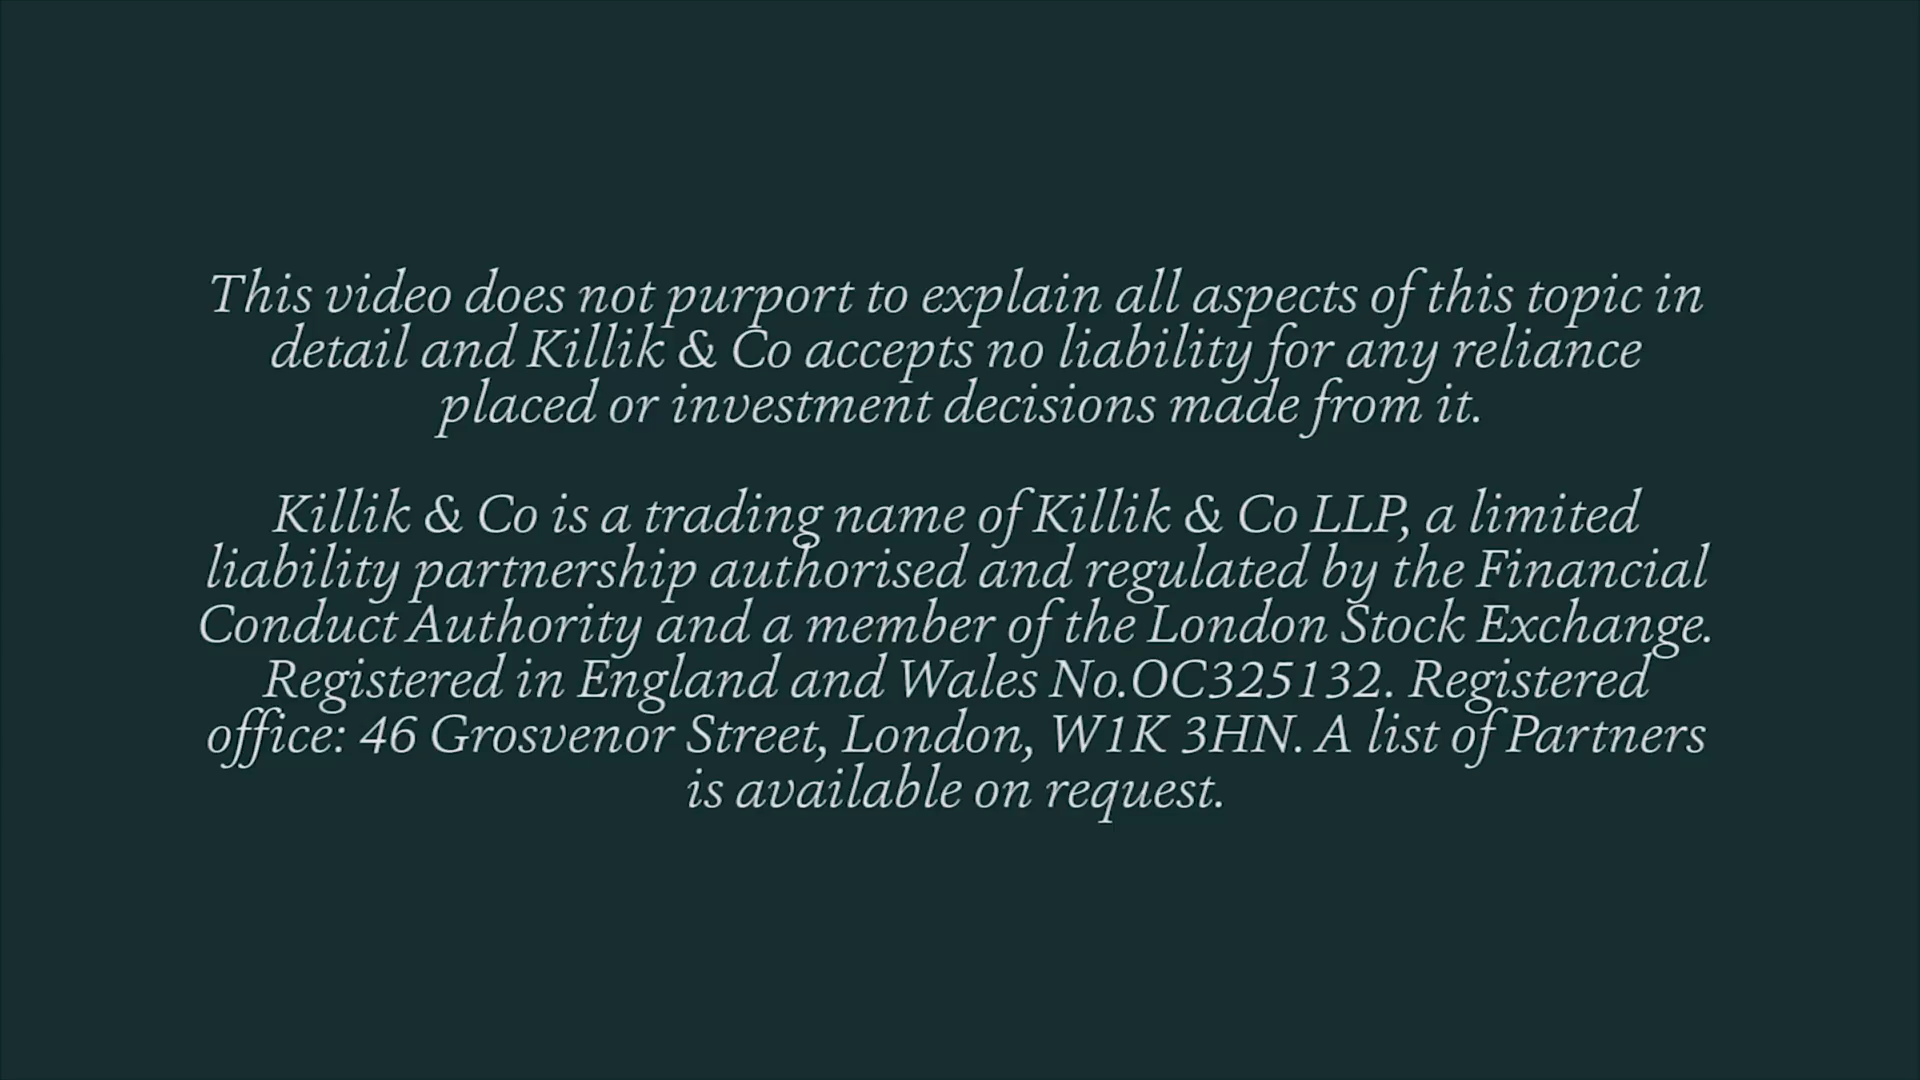 This video does not purport to explain all aspects of this topic in
detail and Killik & Co accepts no liability for any reliance
placed or investment decisions made from it.
Killik & Co is a trading name of Killik & Co LLP, a limited
liability partnership authorised and regulated by the Financial
Conduct Authority and a member of the London Stock Exchange.
Registered in England and Wales No.OC325132. Registered
office: 46 Grosvenor Street, London, W1K 3HN. A list of Partners
is available on request.